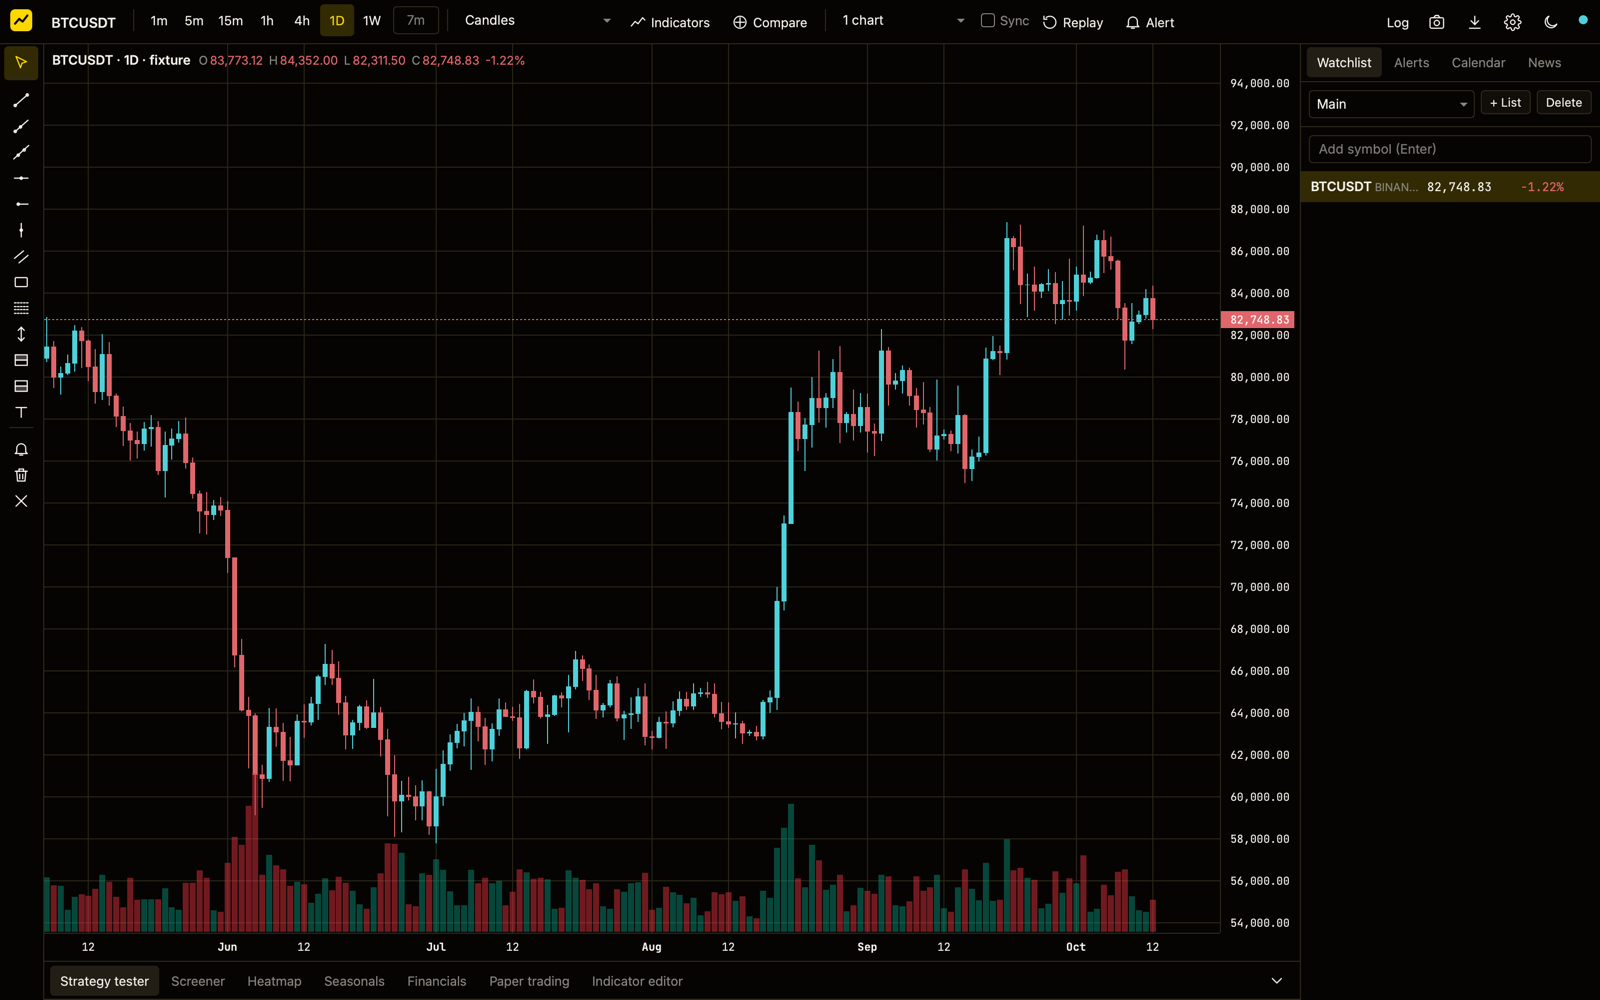 BTCUSDT 1m 5m 15m 1h 4h 1D 1W 7m Candles Indicators Compare 1 chart Sync Replay Alert Log
BTCUSDT · 1D · fixture O 83,773.12 H 84,352.00 L 82,311.50 C 82,748.83 -1.22%
94,000.00
92,000.00
90,000.00
88,000.00
86,000.00
84,000.00
82,748.83
82,000.00
80,000.00
78,000.00
76,000.00
74,000.00
72,000.00
70,000.00
68,000.00
66,000.00
64,000.00
62,000.00
60,000.00
58,000.00
56,000.00
54,000.00
12 Jun 12 Jul 12 Aug 12 Sep 12 Oct 12
Watchlist Alerts Calendar News
Main + List Delete
Add symbol (Enter)
BTCUSDT BINAN... 82,748.83 -1.22%
Strategy tester Screener Heatmap Seasonals Financials Paper trading Indicator editor